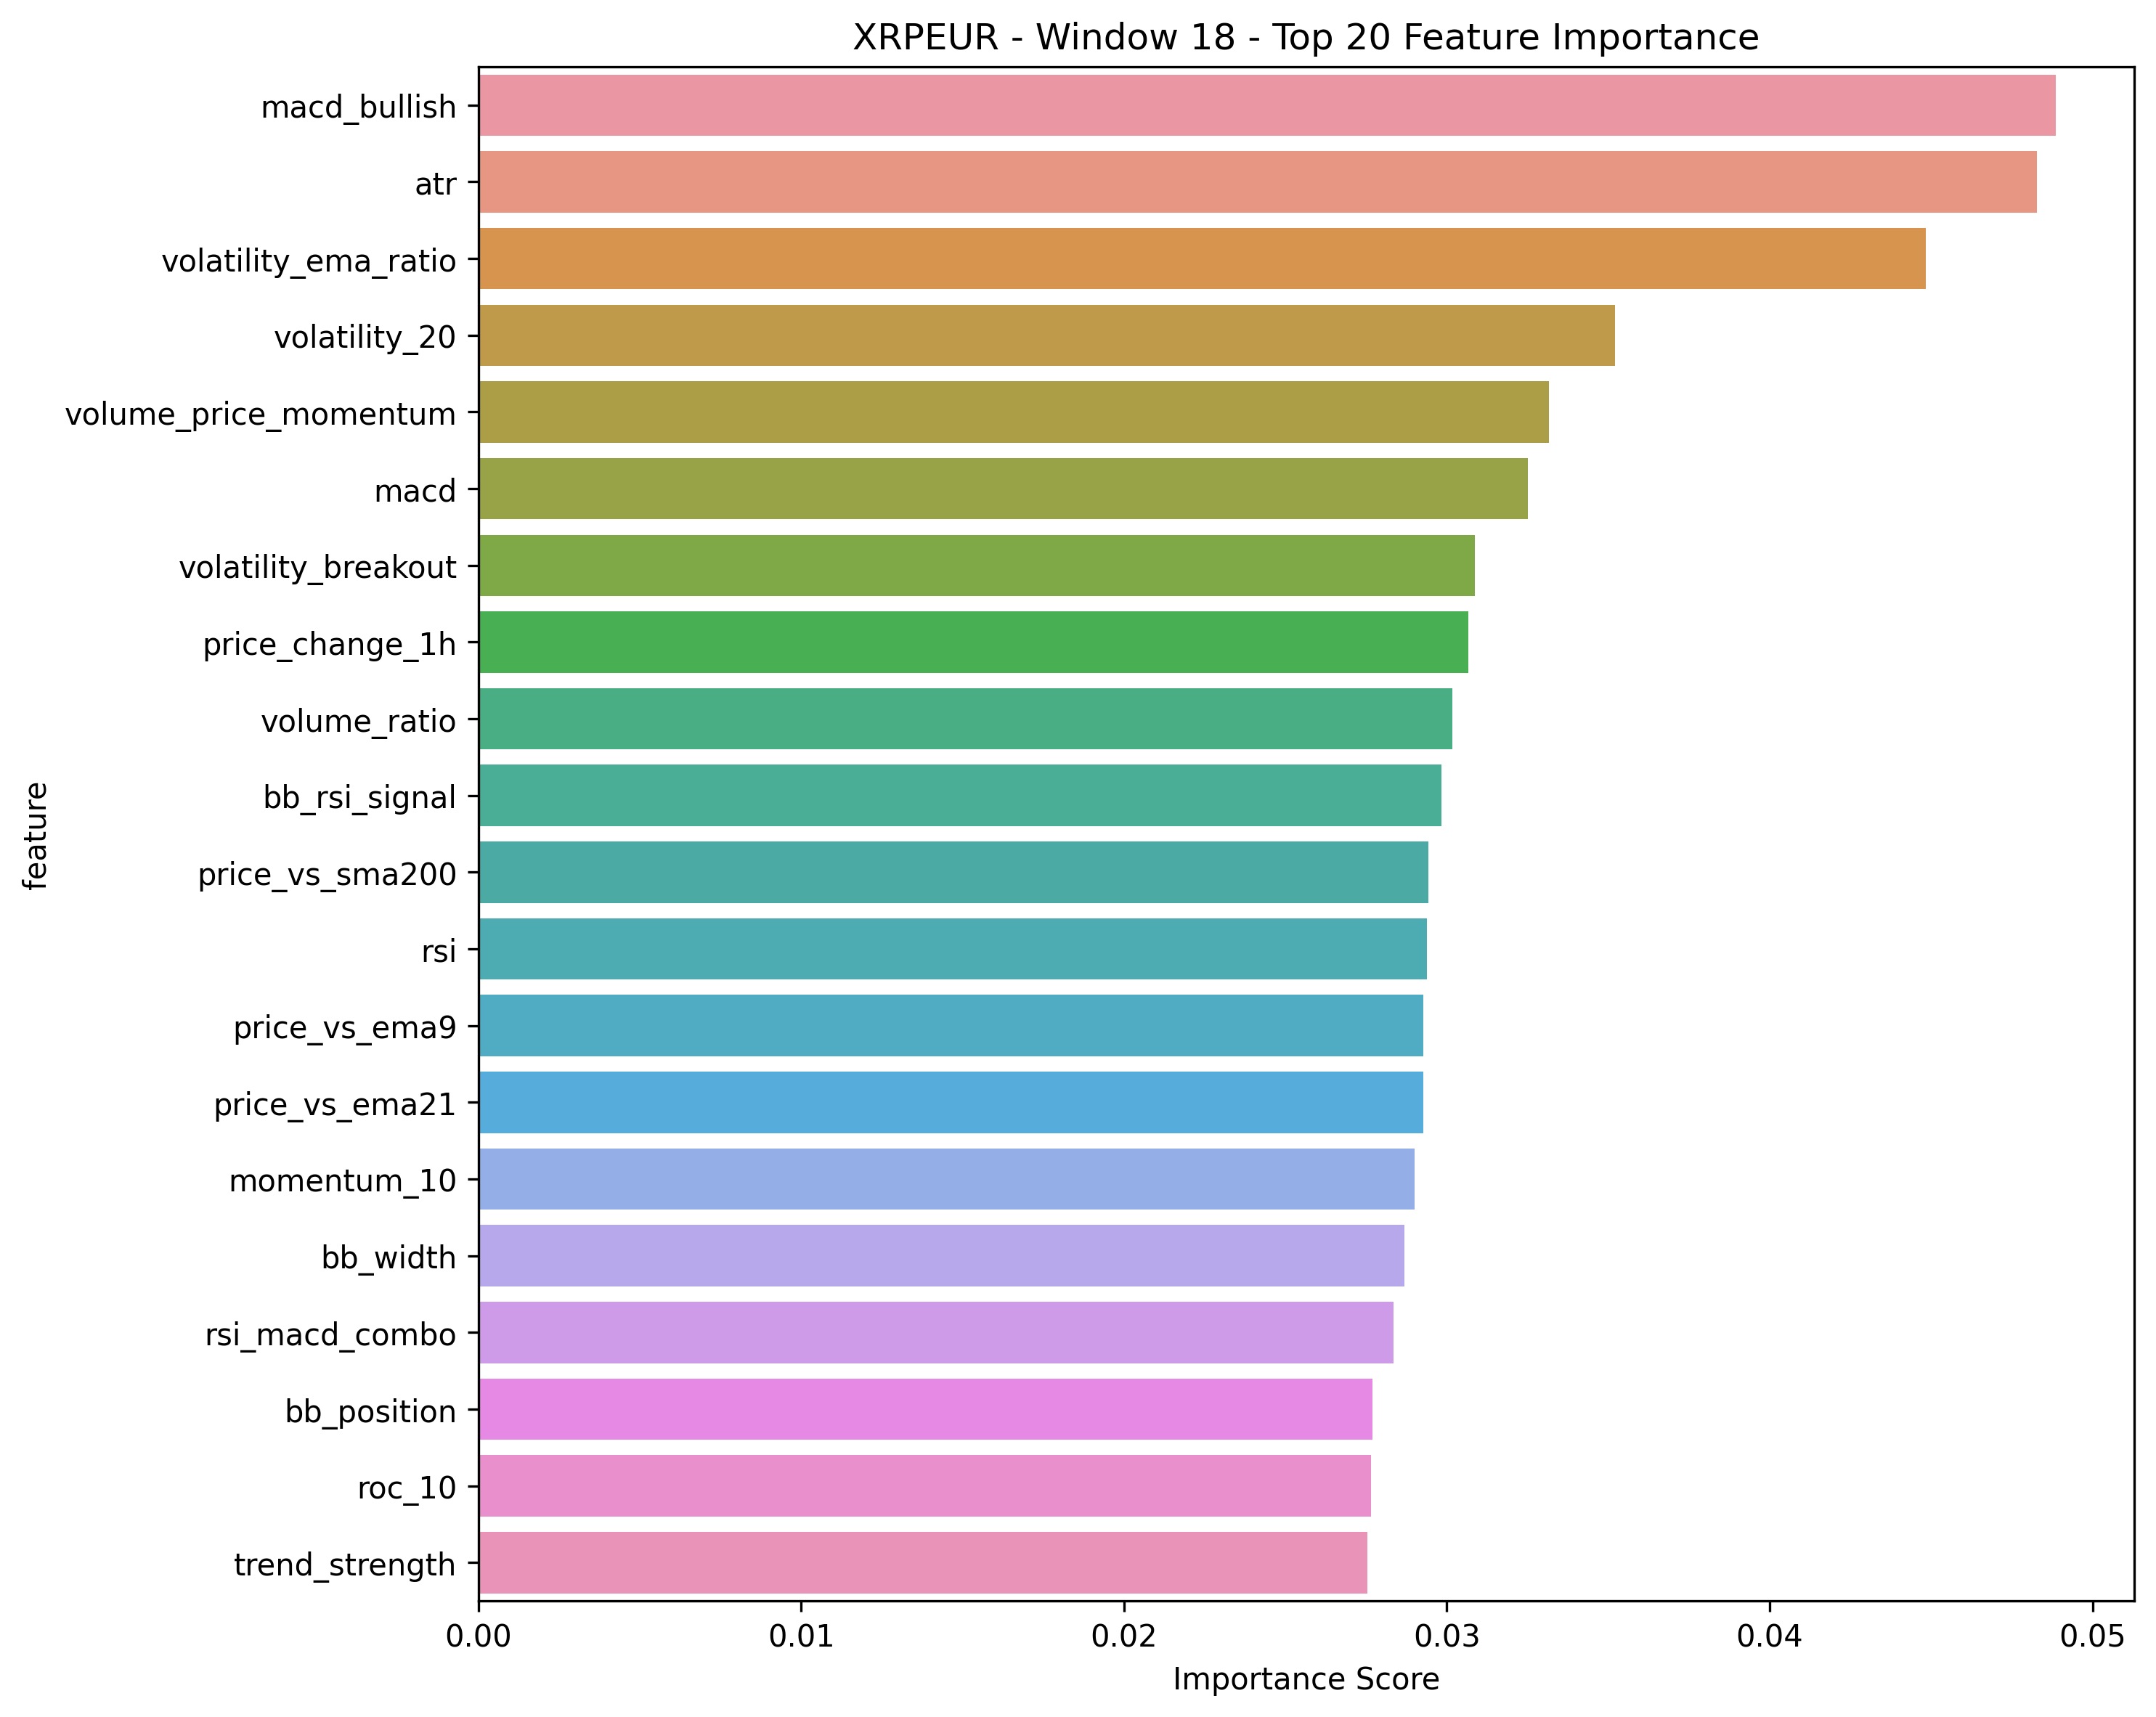 XRPEUR - Window 18 - Top 20 Feature Importance
feature
macd_bullish
atr
volatility_ema_ratio
volatility_20
volume_price_momentum
macd
volatility_breakout
price_change_1h
volume_ratio
bb_rsi_signal
price_vs_sma200
rsi
price_vs_ema9
price_vs_ema21
momentum_10
bb_width
rsi_macd_combo
bb_position
roc_10
trend_strength
0.00 0.01 0.02 0.03 0.04 0.05
Importance Score